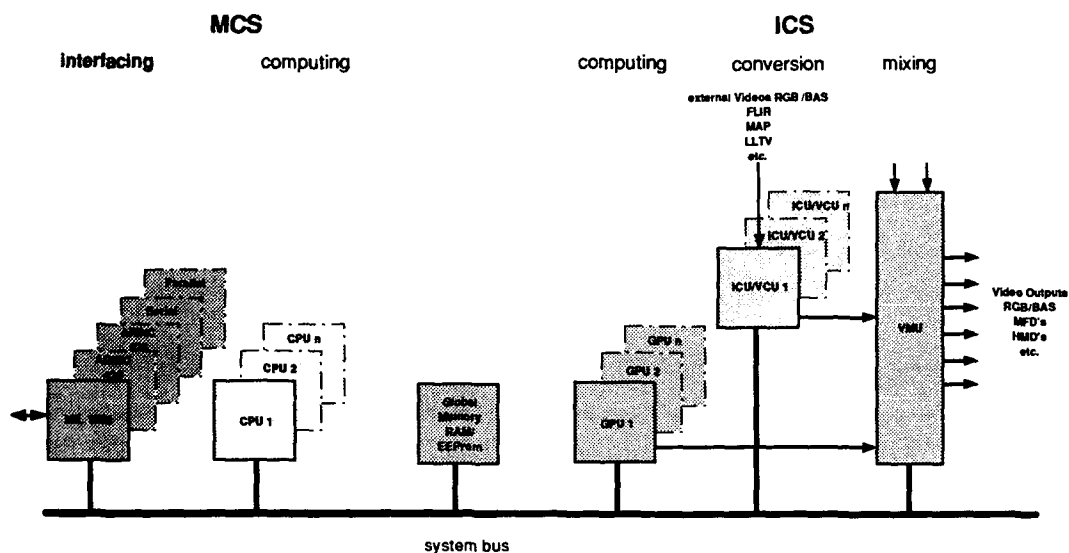 MCS
ICS
interfacing
computing
computing
conversion
mixing
external Videos RGB/BAS
FLIR
MAP
LLTV
etc.
ICU/VCU n
ICU/VCU 2
ICU/VCU 1
VMU
Video Outputs
RGB/BAS
MFD's
HMD's
etc.
Parallel
Serial
CPU n
CPU 2
CPU 1
Global
Memory
RAM/
EEProm
GPU n
GPU 2
GPU 1
system bus